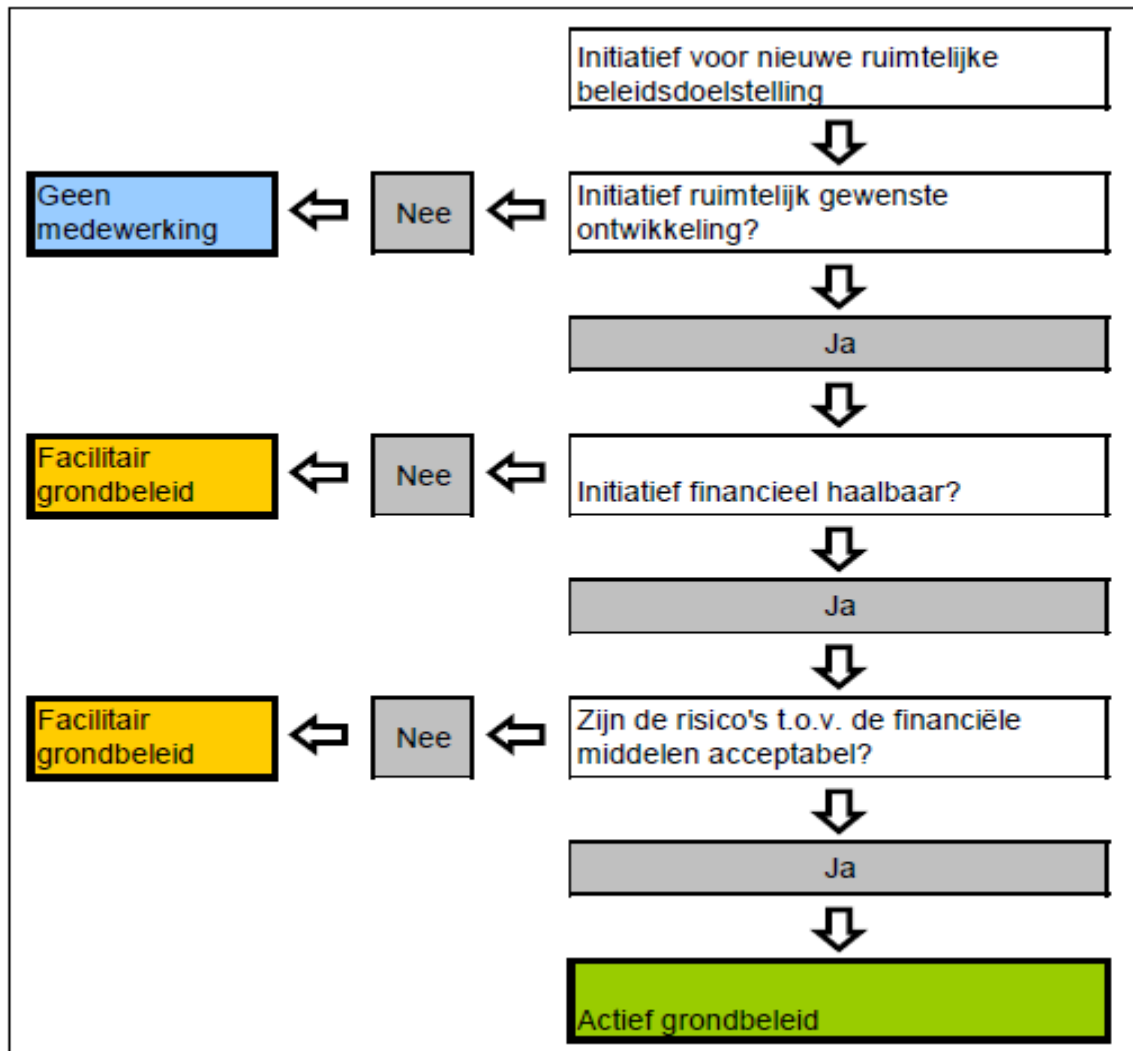 Initiatief voor nieuwe ruimtelijke
beleidsdoelstelling
Geen
medewerking
Nee
Initiatief ruimtelijk gewenste
ontwikkeling?
Ja
Facilitair
grondbeleid
Nee
Initiatief financieel haalbaar?
Ja
Facilitair
grondbeleid
Nee
Zijn de risico's t.o.v. de financiële
middelen acceptabel?
Ja
Actief grondbeleid